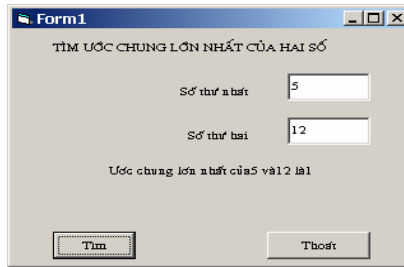 Form1
TÌM ƯỚC CHUNG LỚN NHẤT CỦA HAI SỐ
Số thứ nhất
5
Số thứ hai
12
Ước chung lớn nhất của5 và12 là1
Tìm
Thoát